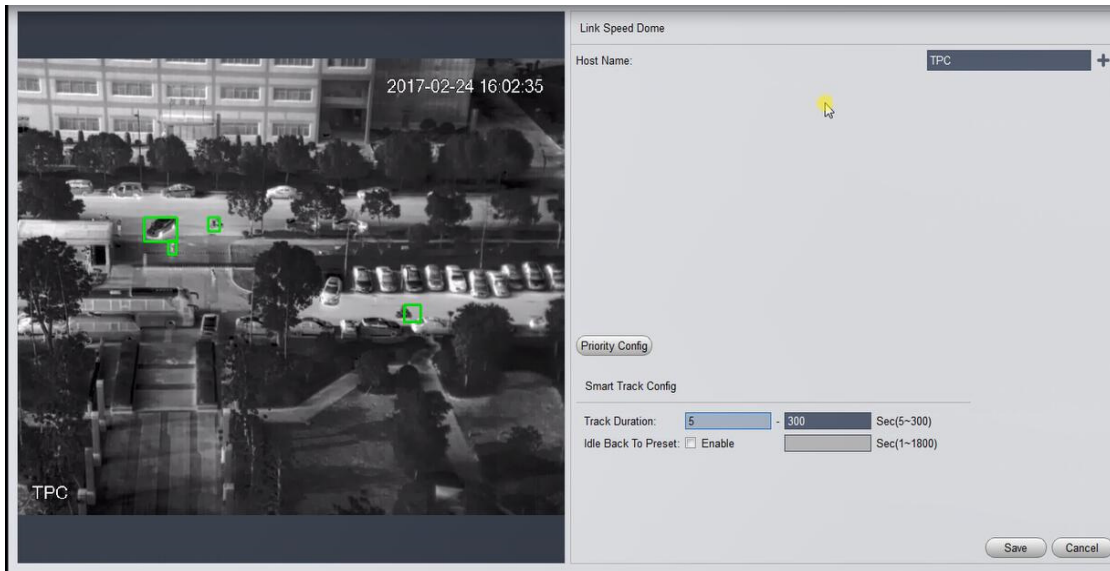 Link Speed Dome
Host Name: TPC +
2017-02-24 16:02:35
Priority Config
Smart Track Config
Track Duration: 5 - 300 Sec(5~300)
Idle Back To Preset: Enable Sec(1~1800)
TPC
Save Cancel